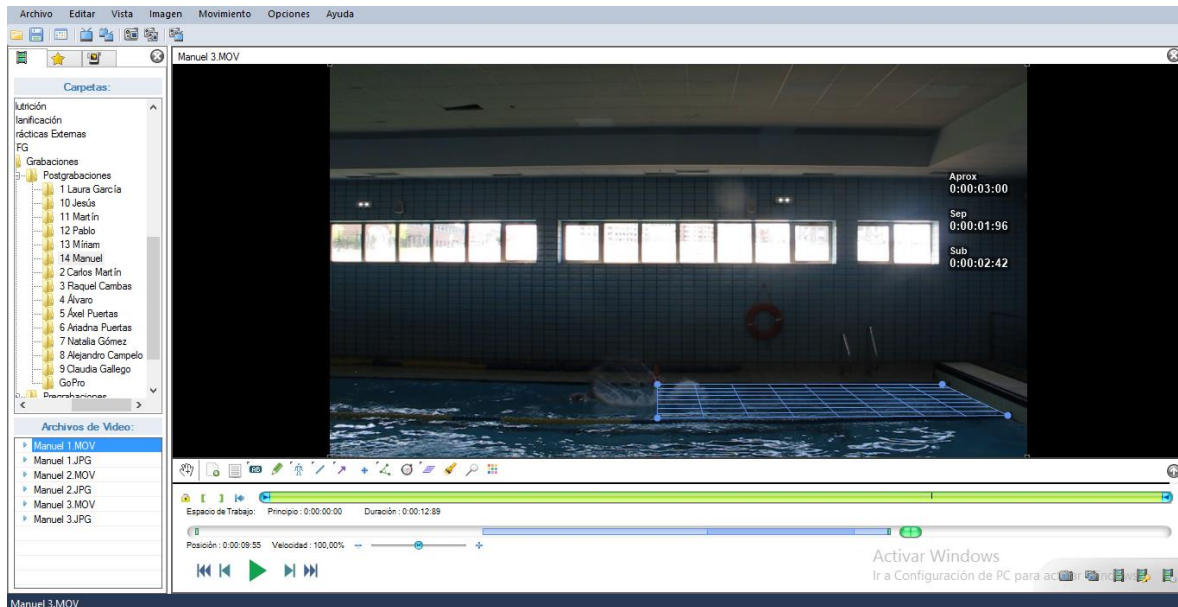 Archivo Editar Vista Imagen Movimiento Opciones Ayuda
Manuel 3.MOV
Carpetas:
lutrición
lanificación
rácticas Externas
FG
Grabaciones
Postgrabaciones
1 Laura García
10 Jesús
11 Martín
12 Pablo
13 Míriam
14 Manuel
2 Carlos Martín
3 Raquel Cambas
4 Álvaro
5 Áxel Puertas
6 Ariadna Puertas
7 Natalia Gómez
8 Alejandro Campelo
9 Claudia Gallego
GoPro
Pregrabaciones
Archivos de Video:
Manuel 1.MOV
Manuel 1.JPG
Manuel 2.MOV
Manuel 2.JPG
Manuel 3.MOV
Manuel 3.JPG
Aprox
0:00:03:00
Sep
0:00:01:96
Sub
0:00:02:42
Espacio de Trabajo: Principio : 0:00:00:00 Duración : 0:00:12:89
Posición : 0:00:09:55 Velocidad : 100,00%
Activar Windows
Ir a Configuración de PC para
Manuel 3.MOV